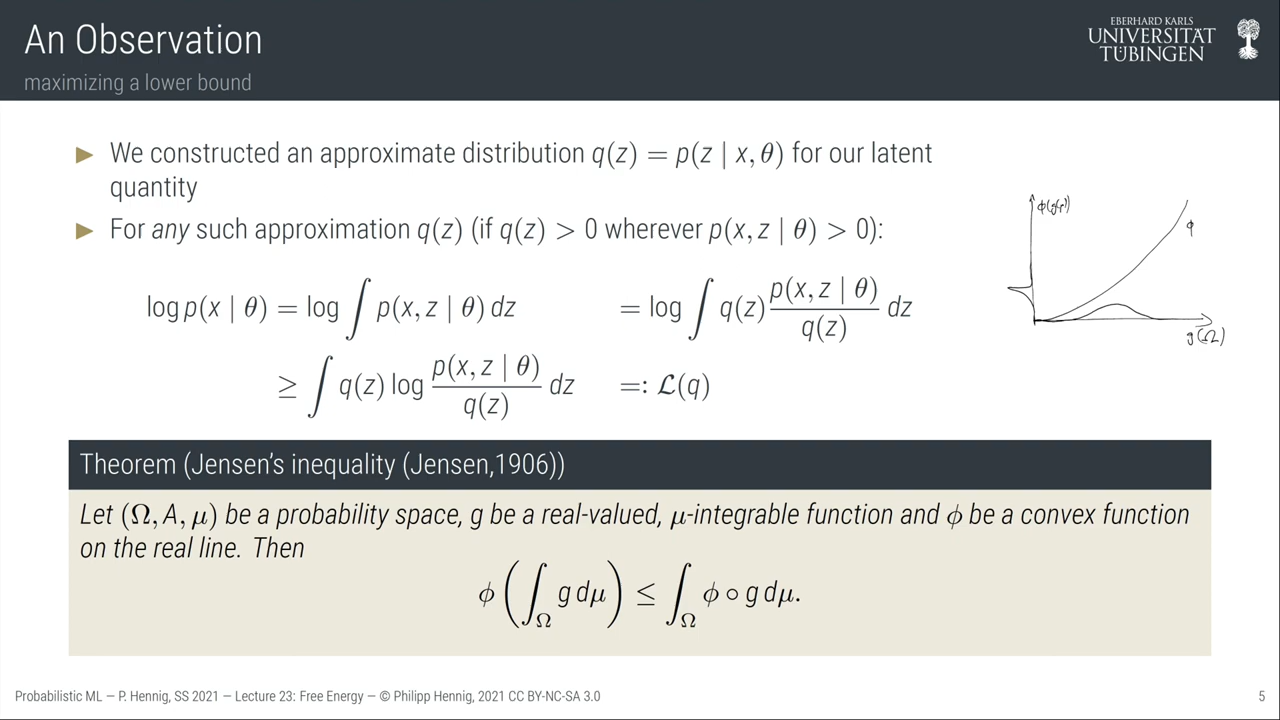 An Observation
maximizing a lower bound
EBERHARD KARLS
UNIVERSITÄT
TÜBINGEN
▶ We constructed an approximate distribution q(z) = p(z | x, θ) for our latent
quantity
▶ For any such approximation q(z) (if q(z) > 0 wherever p(x, z | θ) > 0):
log p(x | θ) = log ∫ p(x, z | θ) dz = log ∫ q(z) p(x, z | θ) / q(z) dz
≥ ∫ q(z) log p(x, z | θ) / q(z) dz =: ℒ(q)
ϕ
g(Ω)
Theorem (Jensen's inequality (Jensen,1906))
Let (Ω, A, μ) be a probability space, g be a real-valued, μ-integrable function and ϕ be a convex function
on the real line. Then
ϕ (∫_Ω g dμ) ≤ ∫_Ω ϕ ∘ g dμ.
Probabilistic ML — P. Hennig, SS 2021 — Lecture 23: Free Energy — © Philipp Hennig, 2021 CC BY-NC-SA 3.0
5